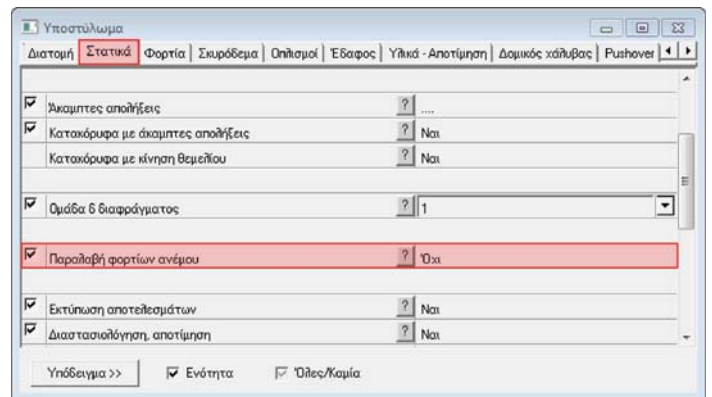 Υποστύλωμα
Διατομή Στατικά Φορτία Σκυρόδεμα Οπλισμοί Έδαφος Υλικά - Αποτίμηση Δομικός χάλυβας Pushover
Άκαμπτες απολήξεις ? ....
Κατακόρυφα με άκαμπτες απολήξεις ? Ναι
Κατακόρυφα με κίνηση θεμελίου ? Ναι
Ομάδα δ διαφράγματος ? 1
Παραλαβή φορτίων ανέμου ? Όχι
Εκτύπωση αποτελεσμάτων ? Ναι
Διαστασιολόγηση, αποτίμηση ? Ναι
Υπόδειγμα >> Ενότητα Όλες/Καμία